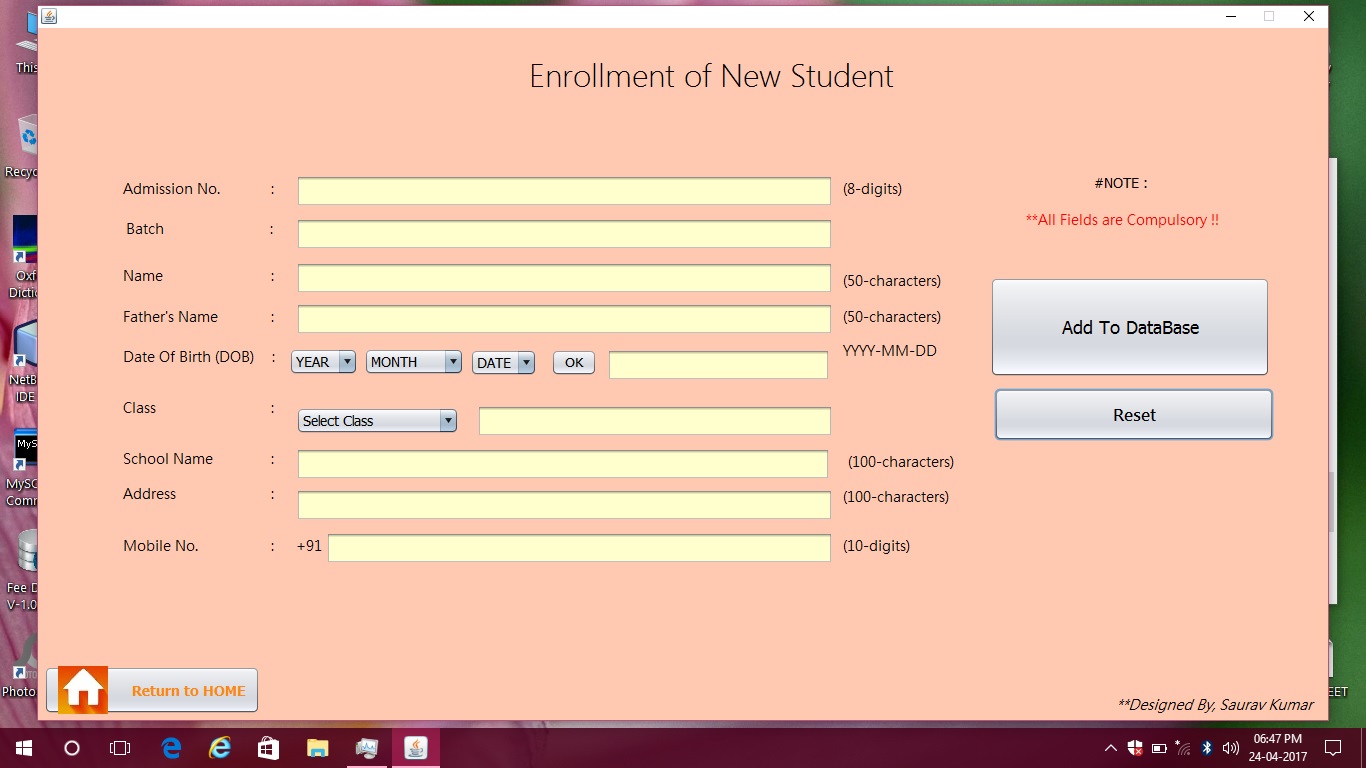 Enrollment of New Student
Admission No. : (8-digits)
#NOTE :
Batch :
**All Fields are Compulsory !!
Name : (50-characters)
Father's Name : (50-characters)
Add To DataBase
Date Of Birth (DOB) : YEAR MONTH DATE OK YYYY-MM-DD
Class : Select Class
Reset
School Name : (100-characters)
Address : (100-characters)
Mobile No. : +91 (10-digits)
Return to HOME
**Designed By, Saurav Kumar
This
Recyc
Oxf
Dictio
NetB
IDE
MyS
MySC
Comm
Fee D
V-1.0
Photo
EET
06:47 PM
24-04-2017